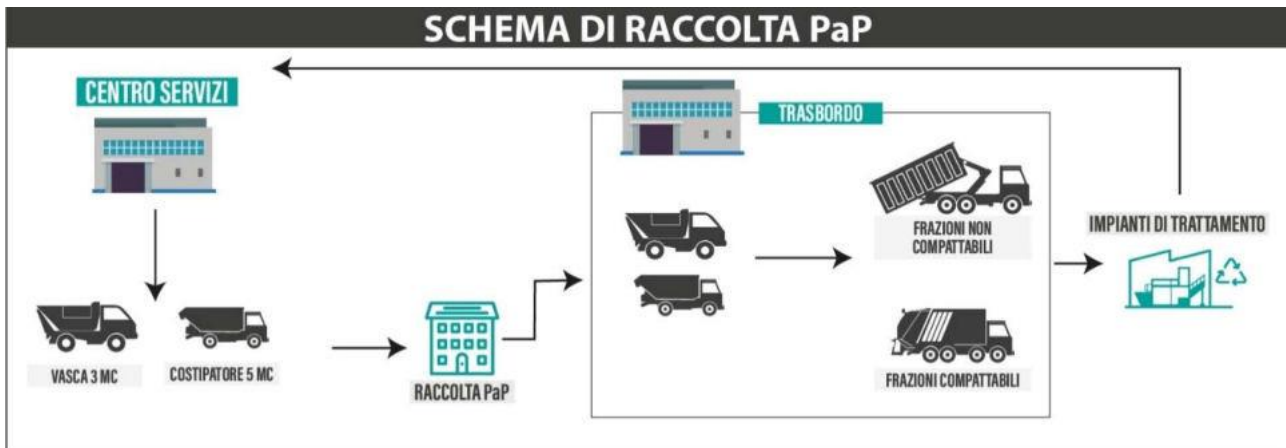 SCHEMA DI RACCOLTA PaP
CENTRO SERVIZI
TRASBORDO
FRAZIONI NON
COMPATTABILI
IMPIANTI DI TRATTAMENTO
VASCA 3 MC
COSTIPATORE 5 MC
RACCOLTA PaP
FRAZIONI COMPATTABILI